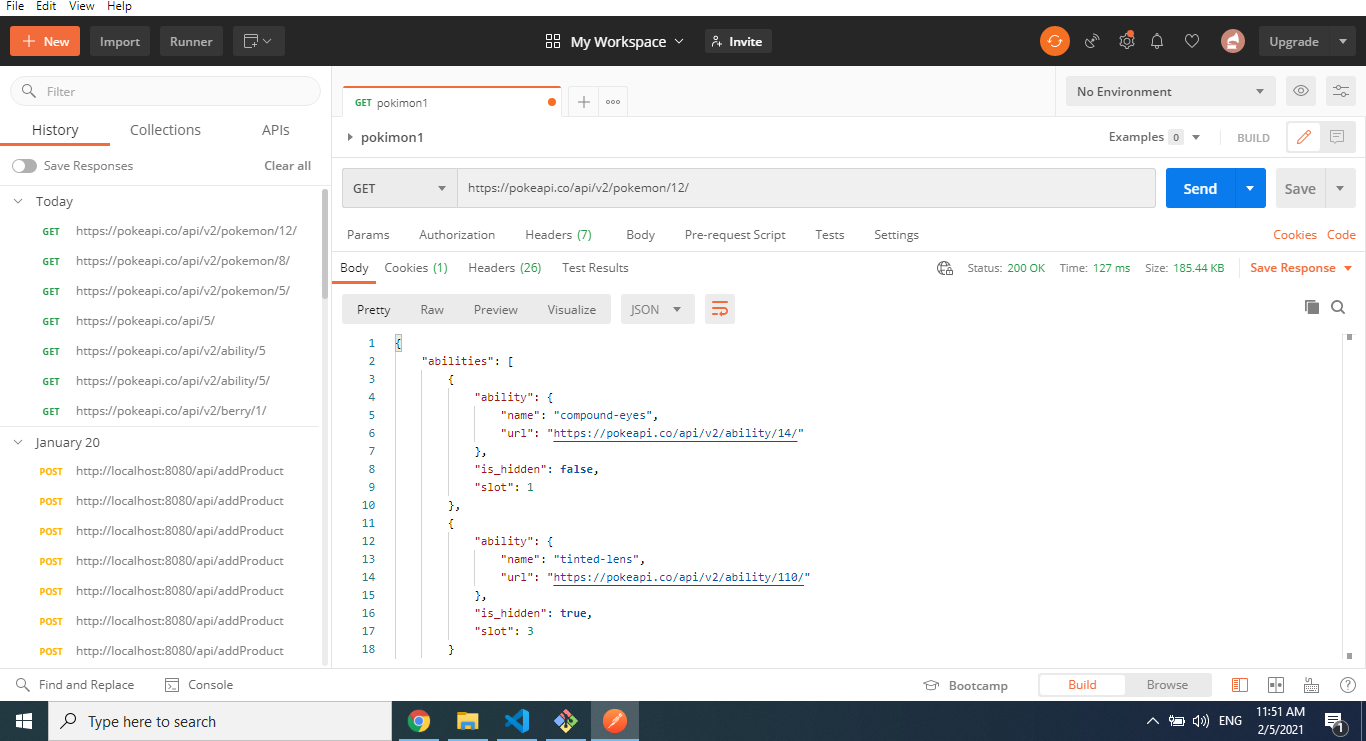 File Edit View Help
New Import Runner My Workspace Invite Upgrade
Filter
History Collections APIs
Save Responses Clear all
Today
GET https://pokeapi.co/api/v2/pokemon/12/
GET https://pokeapi.co/api/v2/pokemon/8/
GET https://pokeapi.co/api/v2/pokemon/5/
GET https://pokeapi.co/api/5/
GET https://pokeapi.co/api/v2/ability/5
GET https://pokeapi.co/api/v2/ability/5/
GET https://pokeapi.co/api/v2/berry/1/
January 20
POST http://localhost:8080/api/addProduct
POST http://localhost:8080/api/addProduct
POST http://localhost:8080/api/addProduct
POST http://localhost:8080/api/addProduct
POST http://localhost:8080/api/addProduct
POST http://localhost:8080/api/addProduct
POST http://localhost:8080/api/addProduct
GET pokimon1
No Environment
pokimon1 Examples 0 BUILD
GET https://pokeapi.co/api/v2/pokemon/12/ Send Save
Params Authorization Headers (7) Body Pre-request Script Tests Settings Cookies Code
Body Cookies (1) Headers (26) Test Results Status: 200 OK Time: 127 ms Size: 185.44 KB Save Response
Pretty Raw Preview Visualize JSON
1 {
2 "abilities": [
3 {
4 "ability": {
5 "name": "compound-eyes",
6 "url": "https://pokeapi.co/api/v2/ability/14/"
7 },
8 "is_hidden": false,
9 "slot": 1
10 },
11 {
12 "ability": {
13 "name": "tinted-lens",
14 "url": "https://pokeapi.co/api/v2/ability/110/"
15 },
16 "is_hidden": true,
17 "slot": 3
18 }
Find and Replace Console Bootcamp Build Browse
Type here to search ENG 11:51 AM
2/5/2021 1